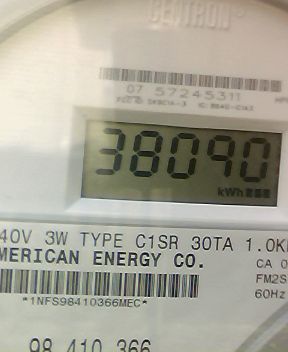 CENTRON®
07 57245311
38090
kWh
40V 3W TYPE C1SR 30TA 1.0K
MERICAN ENERGY CO.
CA 0
FM2S
60Hz
*1NFS98410366MEC*
98 410 366